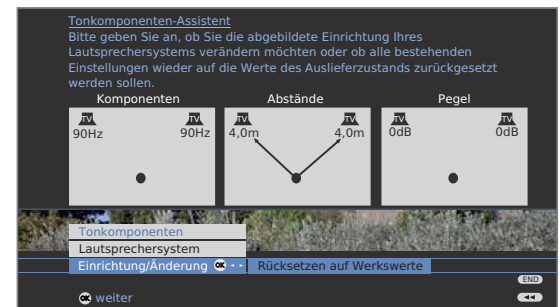 Tonkomponenten-Assistent
Bitte geben Sie an, ob Sie die abgebildete Einrichtung Ihres
Lautsprechersystems verändern möchten oder ob alle bestehenden
Einstellungen wieder auf die Werte des Auslieferzustands zurückgesetzt
werden sollen.
Komponenten Abstände Pegel
TV TV TV TV TV TV
90Hz 90Hz 4,0m 4,0m 0dB 0dB
Tonkomponenten
Lautsprechersystem
Einrichtung/Änderung OK Rücksetzen auf Werkswerte
END
OK weiter